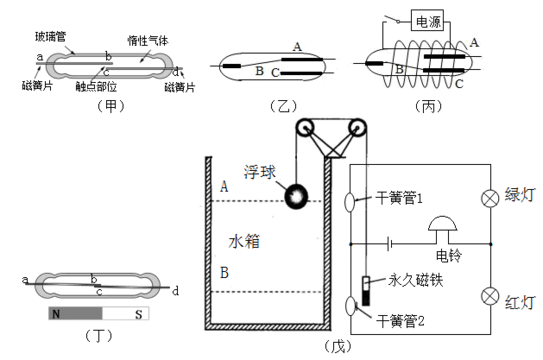 玻璃管
惰性气体
a
b
c
d
磁簧片
触点部位
磁簧片
(甲)
A
B
C
(乙)
电源
A
B
C
(丙)
a
b
c
d
N
S
(丁)
A
浮球
水箱
B
干簧管1
绿灯
电铃
永久磁铁
红灯
干簧管2
(戊)